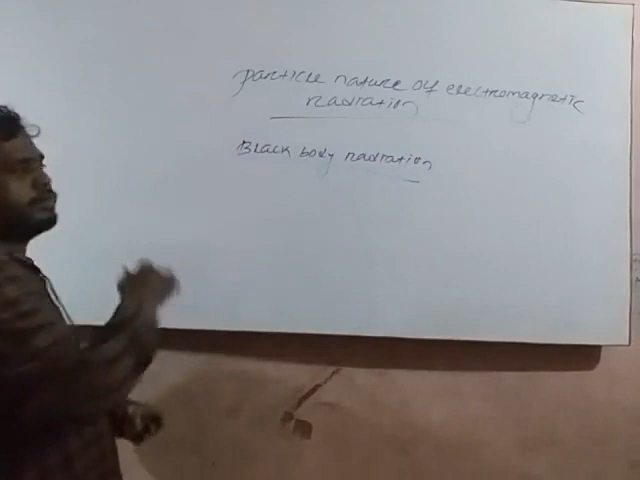 particle nature of electromagnetic
radiation
Black body radiation